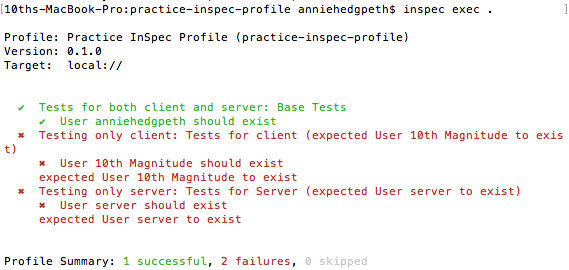 [10ths-MacBook-Pro:practice-inspec-profile anniehedgpeth$ inspec exec . ]
Profile: Practice InSpec Profile (practice-inspec-profile)
Version: 0.1.0
Target:  local://
✔  Tests for both client and server: Base Tests
✔  User anniehedgpeth should exist
✖  Testing only client: Tests for client (expected User 10th Magnitude to exis
t)
✖  User 10th Magnitude should exist
expected User 10th Magnitude to exist
✖  Testing only server: Tests for Server (expected User server to exist)
✖  User server should exist
expected User server to exist
Profile Summary: 1 successful, 2 failures, 0 skipped